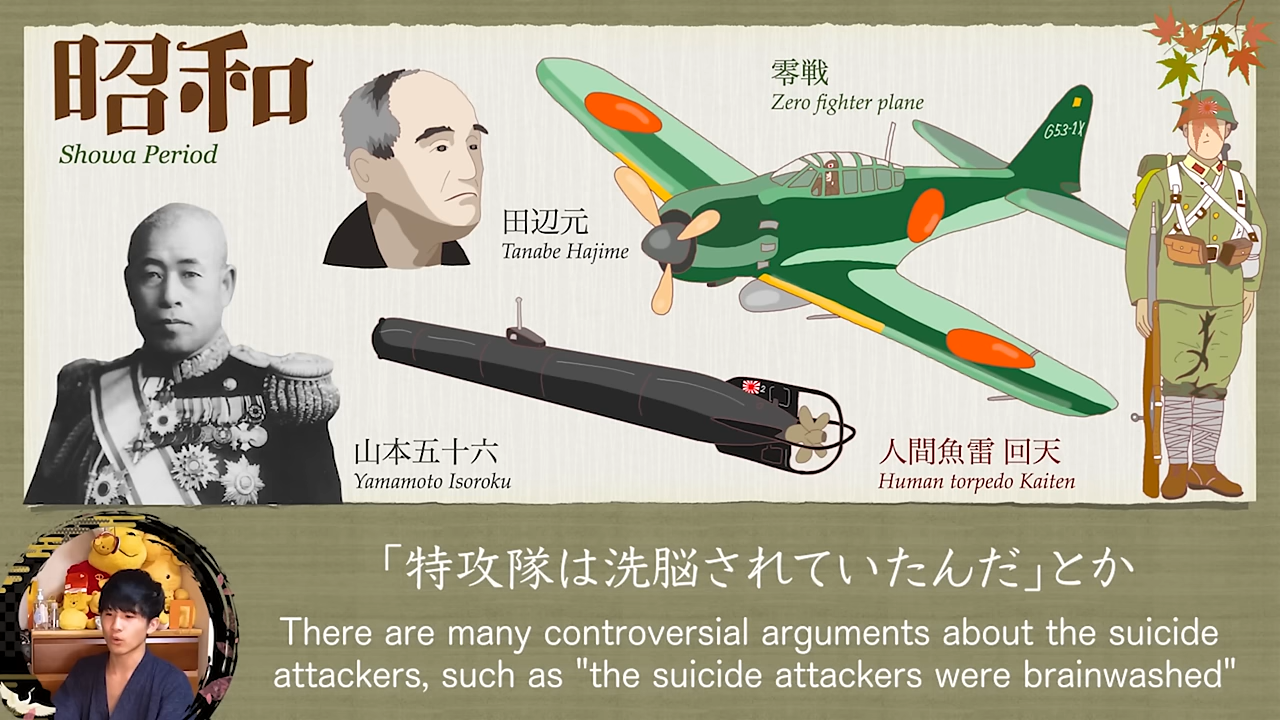 昭和
Showa Period
零戦
Zero fighter plane
G53-1X
田辺元
Tanabe Hajime
山本五十六
Yamamoto Isoroku
2
人間魚雷 回天
Human torpedo Kaiten
「特攻隊は洗脳されていたんだ」とか
There are many controversial arguments about the suicide
attackers, such as "the suicide attackers were brainwashed"